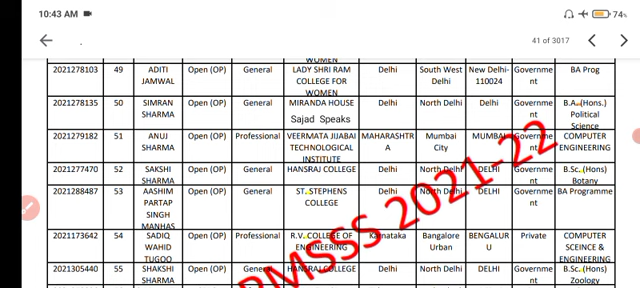 10:43 AM
74%
41 of 3017
WOMEN
2021278103 49 ADITI JAMWAL Open (OP) General LADY SHRI RAM COLLEGE FOR WOMEN Delhi South West Delhi New Delhi-110024 Government BA Prog
2021278135 50 SIMRAN SHARMA Open (OP) General MIRANDA HOUSE Delhi North Delhi Delhi Government B.A.(Hons.) Political Science
Sajad Speaks
2021279182 51 ANUJ SHARMA Open (OP) Professional VEERMATA JIJABAI TECHNOLOGICAL INSTITUTE MAHARASHTRA Mumbai City MUMBAI Government COMPUTER ENGINEERING
2021277470 52 SAKSHI SHARMA Open (OP) General HANSRAJ COLLEGE Delhi North Delhi DELHI Government B.Sc. (Hons) Botany
2021288487 53 AASHIM PARTAP SINGH MANHAS Open (OP) General ST. STEPHENS COLLEGE Delhi North Delhi DELHI Government BA Programme
2021173642 54 SADIQ WAHID TUGOO Open (OP) Professional R.V. COLLEGE OF ENGINEERING Karnataka Bangalore Urban BENGALURU Private COMPUTER SCEINCE & ENGINEERING
2021305440 55 SHAKSHI SHARMA Open (OP) General HANSRAJ COLLEGE Delhi North Delhi DELHI Government B.Sc. (Hons) Zoology
PMSSS 2021-22